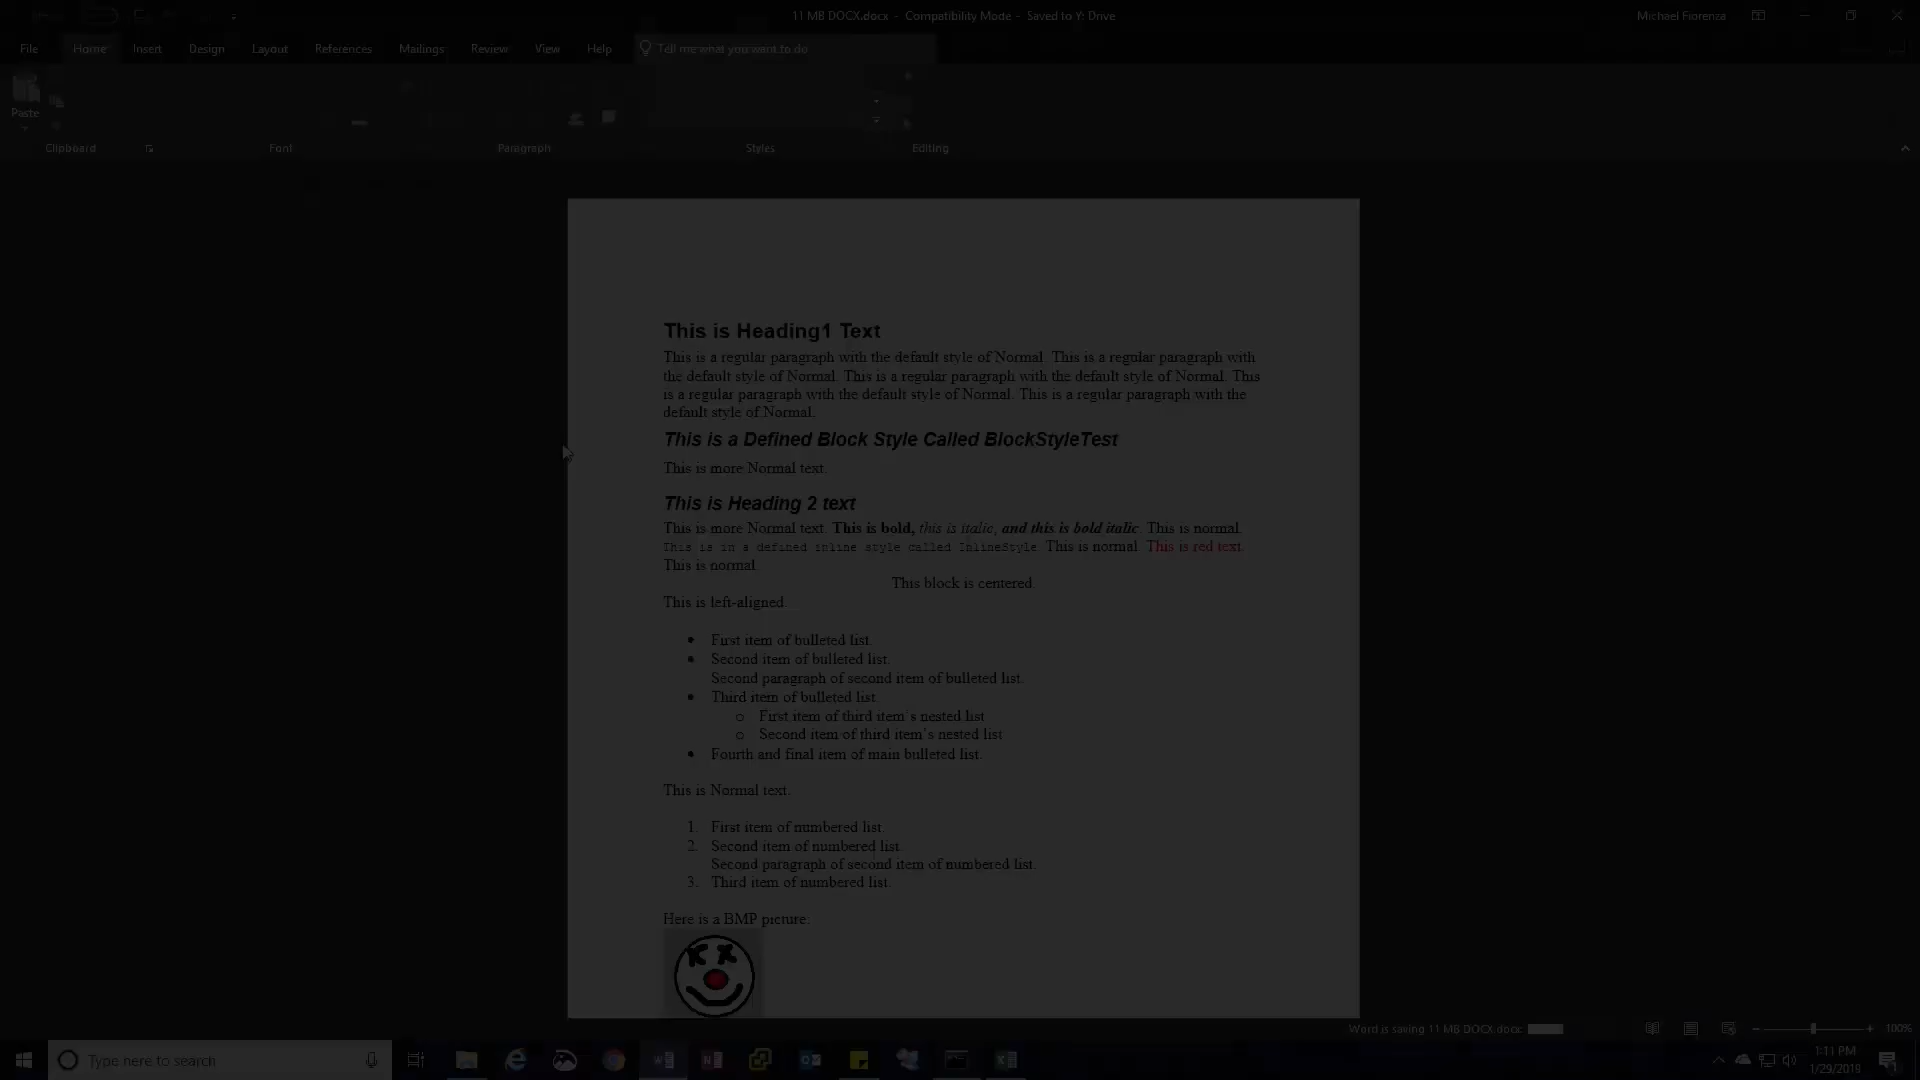 11 MB DOCX.docx - Compatibility Mode - Saved to Y: Drive
Michael Fiorenza
File Home Insert Design Layout References Mailings Review View Help Tell me what you want to do
Paste
Clipboard Font Paragraph Styles Editing
This is Heading1 Text
This is a regular paragraph with the default style of Normal. This is a regular paragraph with
the default style of Normal. This is a regular paragraph with the default style of Normal. This
is a regular paragraph with the default style of Normal. This is a regular paragraph with the
default style of Normal.
This is a Defined Block Style Called BlockStyleTest
This is more Normal text.
This is Heading 2 text
This is more Normal text. This is bold, this is italic, and this is bold italic. This is normal.
This is in a defined inline style called InlineStyle. This is normal. This is red text.
This is normal.
This block is centered.
This is left-aligned.
• First item of bulleted list.
• Second item of bulleted list.
Second paragraph of second item of bulleted list.
• Third item of bulleted list.
o First item of third item's nested list
o Second item of third item's nested list
• Fourth and final item of main bulleted list.
This is Normal text.
1. First item of numbered list.
2. Second item of numbered list.
Second paragraph of second item of numbered list.
3. Third item of numbered list.
Here is a BMP picture:
Word is saving 11 MB DOCX.docx:
100%
Type here to search
1:11 PM
1/29/2019